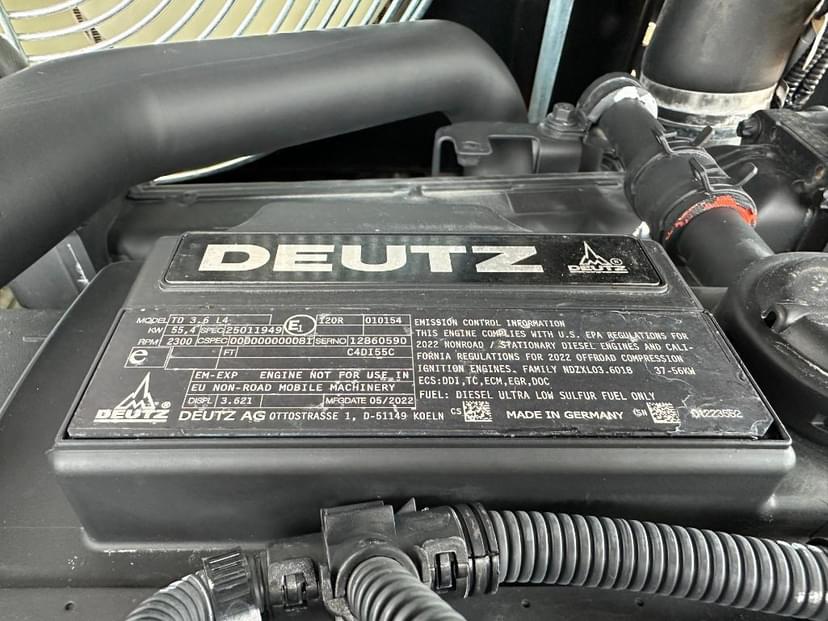 DEUTZ
DEUTZ
MODEL TD 3.6 L4 E1 120R 010154
KW 55,4 SPEC 25011949
RPM 2300 CSPEC 000000000081 SERNO 12860590
e FT C4DI55C
EM-EXP ENGINE NOT FOR USE IN
EU NON-ROAD MOBILE MACHINERY
DISPL 3.621 MFGDATE 05/2022
DEUTZ
DEUTZ AG OTTOSTRASSE 1, D-51149 KOELN
EMISSION CONTROL INFORMATION
THIS ENGINE COMPLIES WITH U.S. EPA REGULATIONS FOR
2022 NONROAD / STATIONARY DIESEL ENGINES AND CALI-
FORNIA REGULATIONS FOR 2022 OFFROAD COMPRESSION
IGNITION ENGINES. FAMILY NDZXL03.6018 37-56KW
ECS:DDI,TC,ECM,EGR,DOC
FUEL: DIESEL ULTRA LOW SULFUR FUEL ONLY
CS MADE IN GERMANY SN